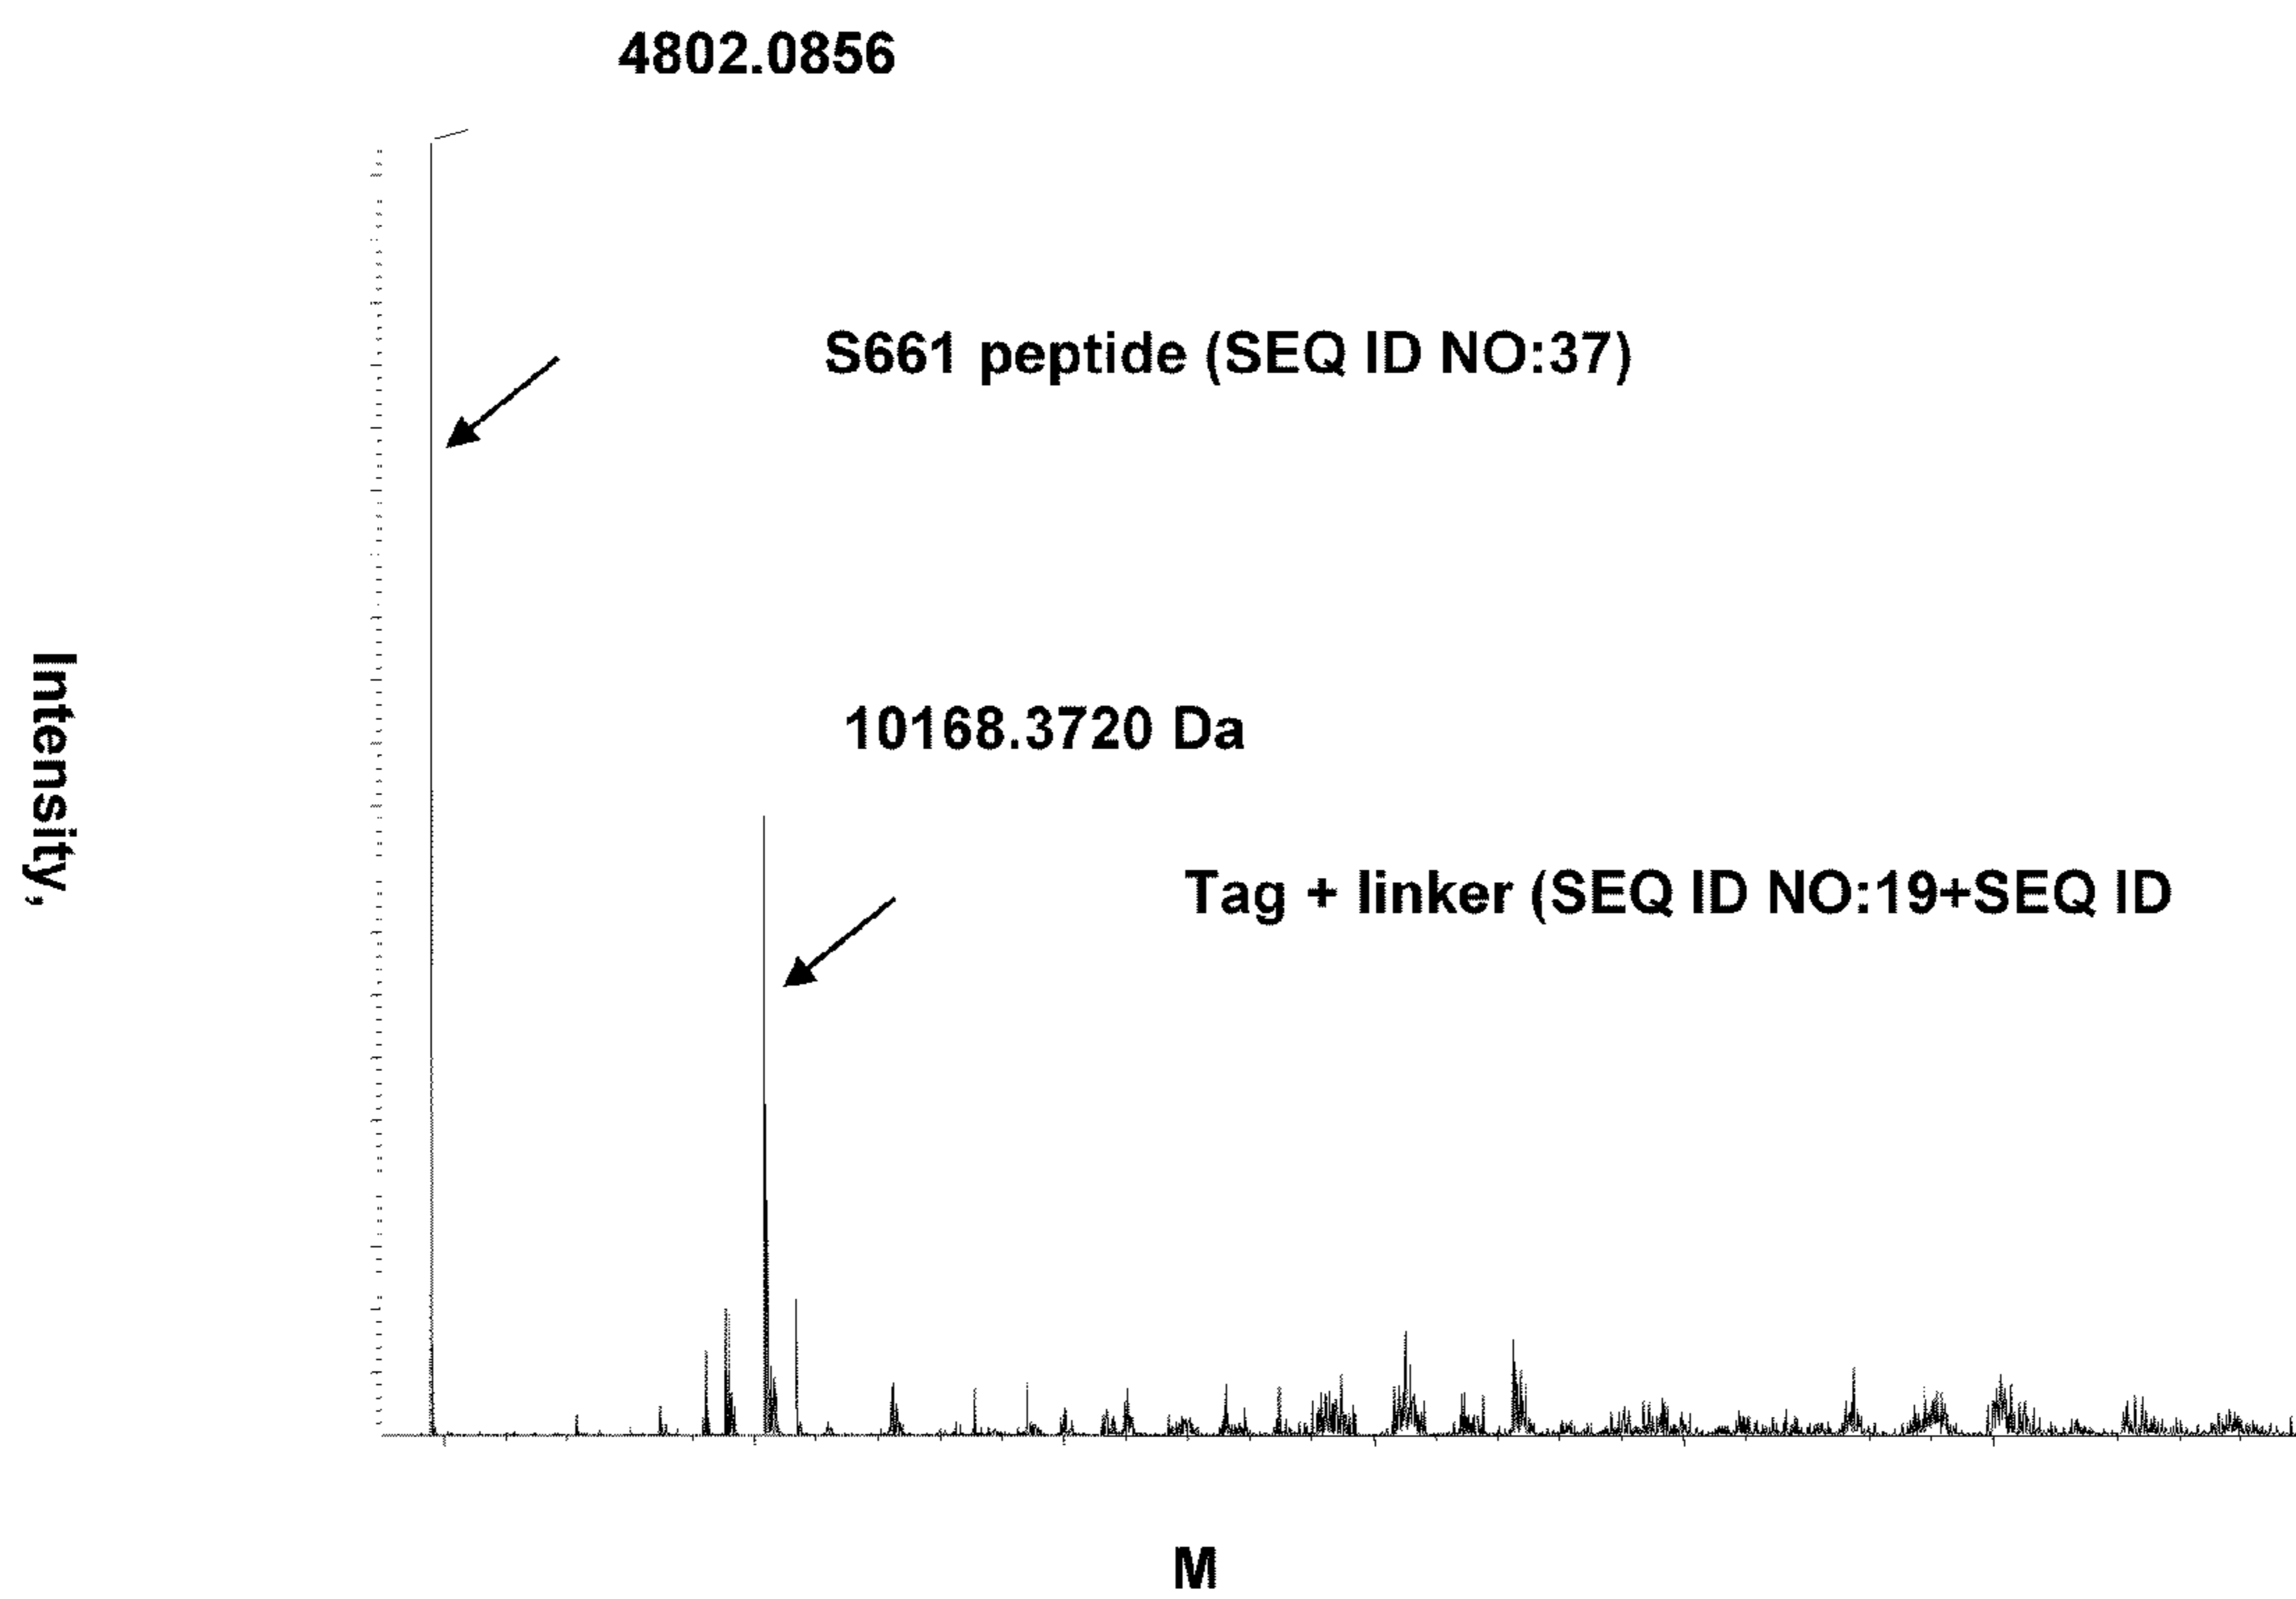 4802.0856
S661 peptide (SEQ ID NO:37)
10168.3720 Da
Tag + linker (SEQ ID NO:19+SEQ ID
Intensity,
M